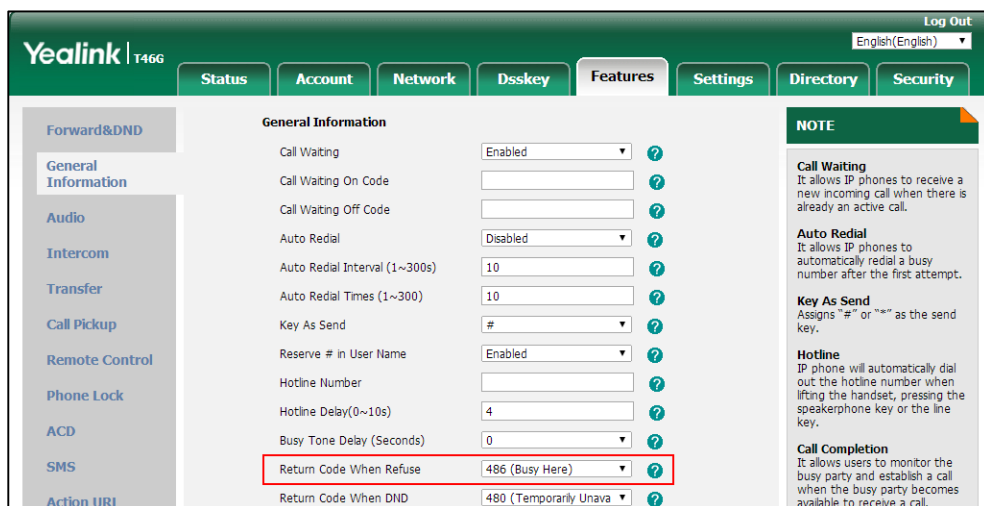 Log Out
English(English)
Yealink T46G
Status Account Network Dsskey Features Settings Directory Security
Forward&DND
General
Information
Audio
Intercom
Transfer
Call Pickup
Remote Control
Phone Lock
ACD
SMS
Action URL
General Information
Call Waiting Enabled ?
Call Waiting On Code ?
Call Waiting Off Code ?
Auto Redial Disabled ?
Auto Redial Interval (1~300s) 10 ?
Auto Redial Times (1~300) 10 ?
Key As Send # ?
Reserve # in User Name Enabled ?
Hotline Number ?
Hotline Delay(0~10s) 4 ?
Busy Tone Delay (Seconds) 0 ?
Return Code When Refuse 486 (Busy Here) ?
Return Code When DND 480 (Temporarily Unava ?
NOTE
Call Waiting
It allows IP phones to receive a
new incoming call when there is
already an active call.
Auto Redial
It allows IP phones to
automatically redial a busy
number after the first attempt.
Key As Send
Assigns "#" or "*" as the send
key.
Hotline
IP phone will automatically dial
out the hotline number when
lifting the handset, pressing the
speakerphone key or the line
key.
Call Completion
It allows users to monitor the
busy party and establish a call
when the busy party becomes
available to receive a call.